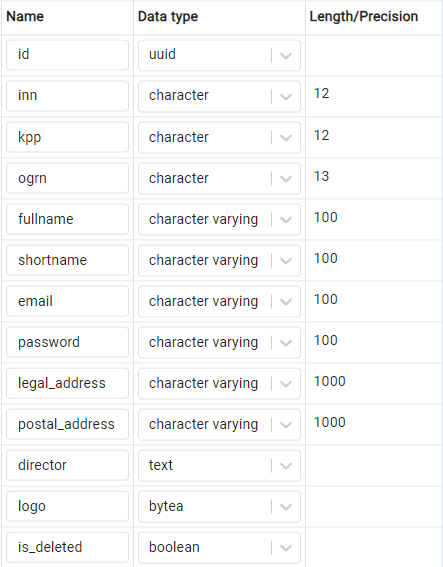 Name Data type Length/Precision
id uuid
inn character 12
kpp character 12
ogrn character 13
fullname character varying 100
shortname character varying 100
email character varying 100
password character varying 100
legal_address character varying 1000
postal_address character varying 1000
director text
logo bytea
is_deleted boolean